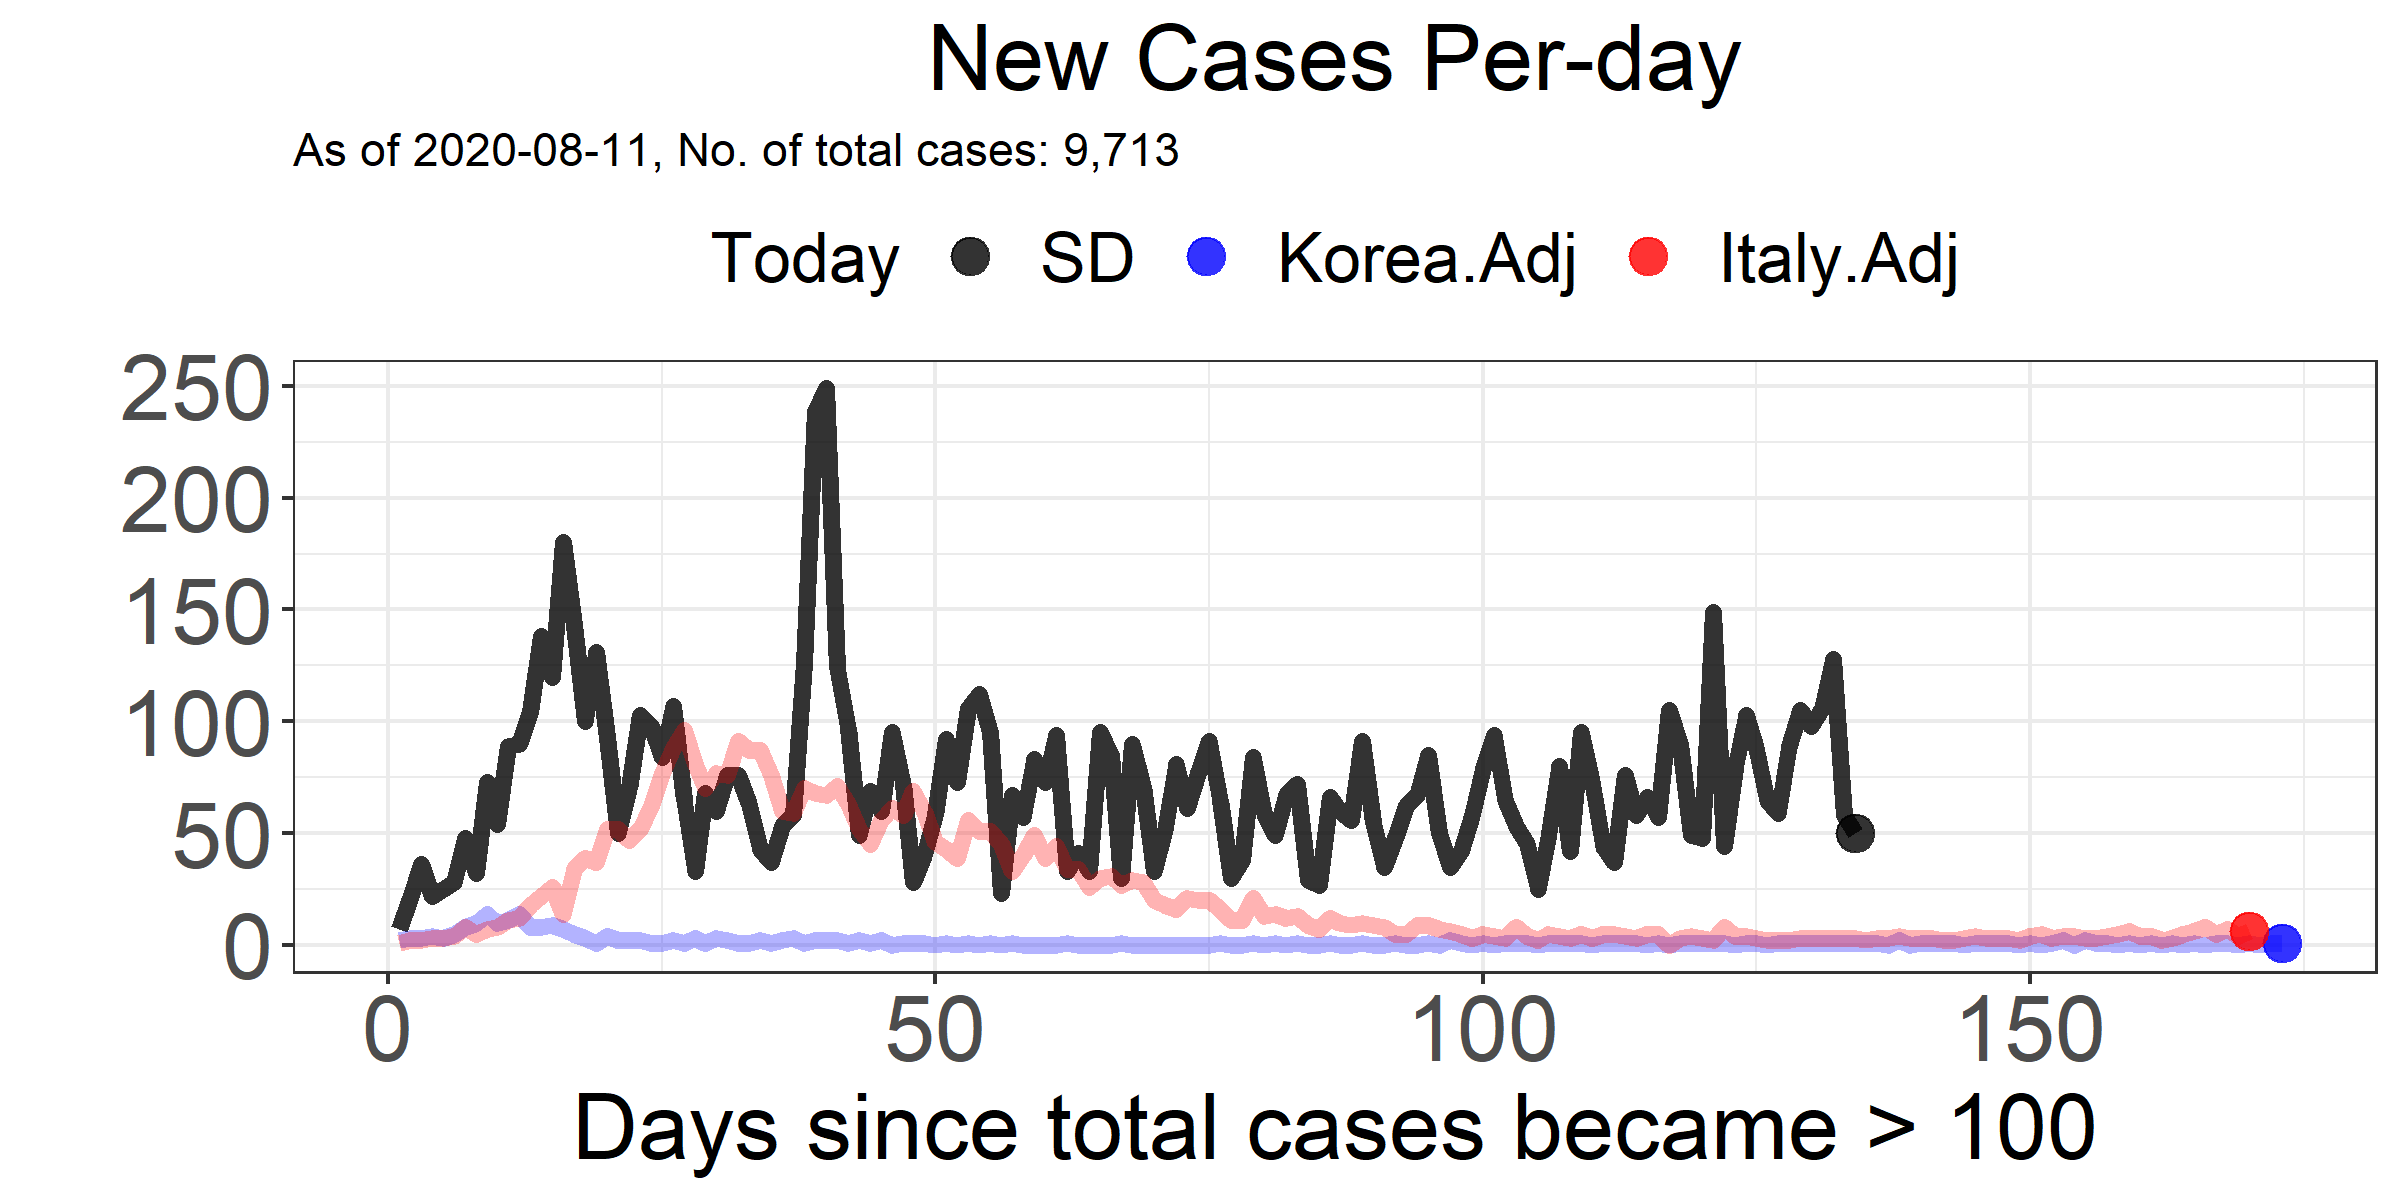 New Cases Per-day
As of 2020-08-11, No. of total cases: 9,713
Today SD Korea.Adj Italy.Adj
250
200
150
100
50
0
0 50 100 150
Days since total cases became > 100